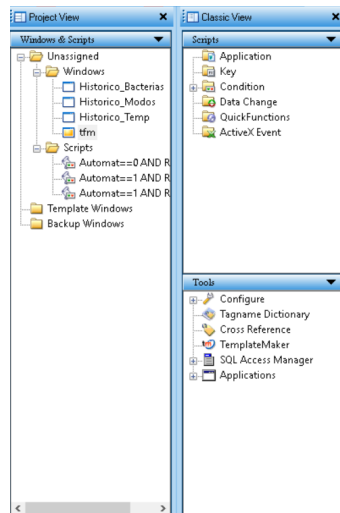 Project View
Windows & Scripts
Unassigned
Windows
Historico_Bacterias
Historico_Modos
Historico_Temp
tfm
Scripts
Automat==0 AND R
Automat==1 AND R
Automat==1 AND R
Template Windows
Backup Windows
Classic View
Scripts
Application
Key
Condition
Data Change
QuickFunctions
ActiveX Event
Tools
Configure
Tagname Dictionary
Cross Reference
TemplateMaker
SQL Access Manager
Applications